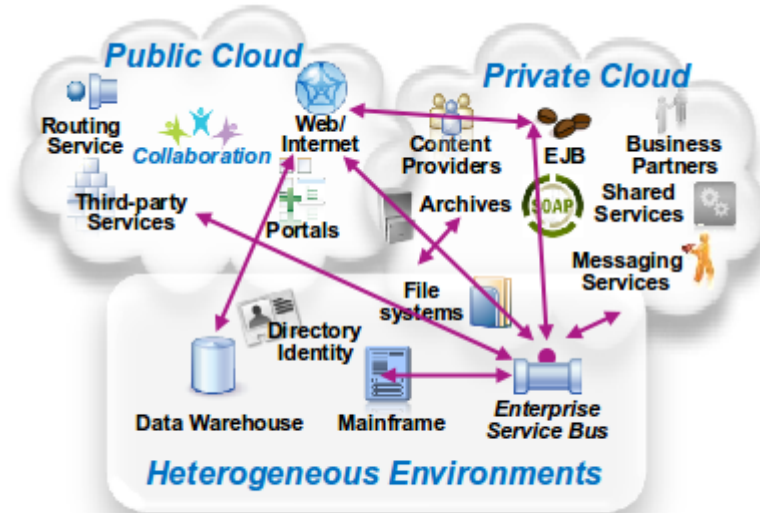 Public Cloud
Private Cloud
Routing
Service
Collaboration
Web/
Internet
Content
Providers
EJB
Business
Partners
Third-party
Services
Portals
Archives
SOAP
Shared
Services
Messaging
Services
File
systems
Directory
Identity
Data Warehouse
Mainframe
Enterprise
Service Bus
Heterogeneous Environments